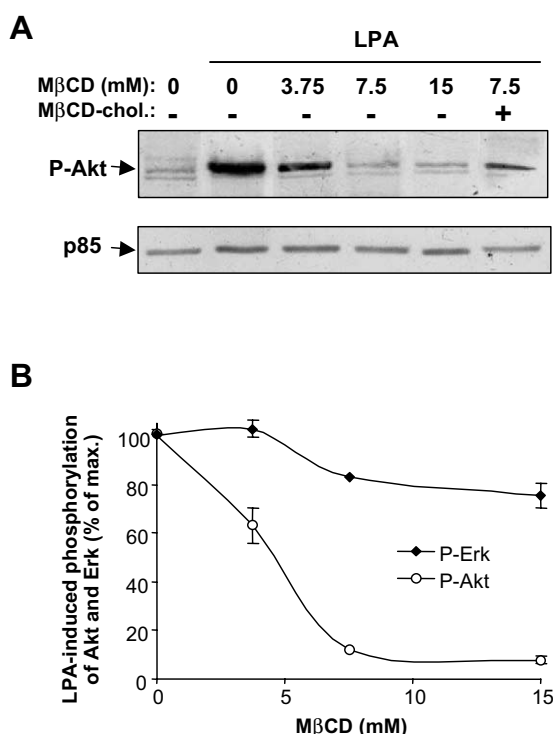 A
LPA
MβCD (mM): 0 0 3.75 7.5 15 7.5
MβCD-chol.: - - - - - +
P-Akt
p85
B
LPA-induced phosphorylation
of Akt and Erk (% of max.)
100
80
60
40
20
0
P-Erk
P-Akt
0 5 10 15
MβCD (mM)